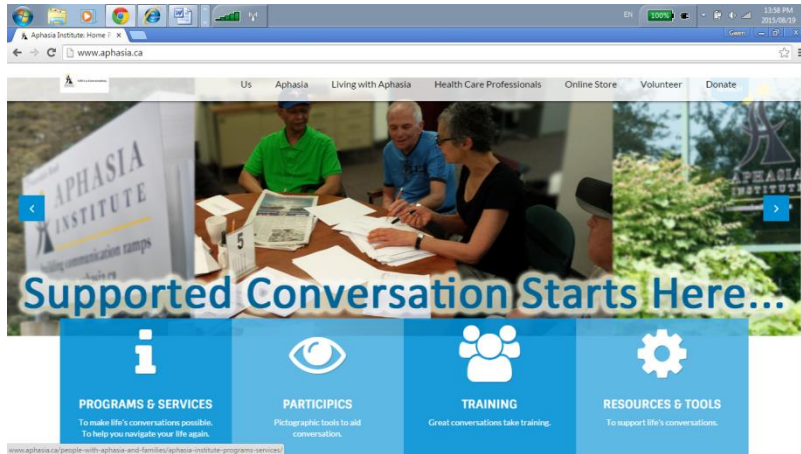 EN 100% 13:58 PM
2015/08/19
Aphasia Institute: Home P Gwen
www.aphasia.ca
Us Aphasia Living with Aphasia Health Care Professionals Online Store Volunteer Donate
APHASIA
INSTITUTE
building communication ramps
5
APHASIA
INSTITUTE
Supported Conversation Starts Here...
PROGRAMS & SERVICES
To make life's conversations possible.
To help you navigate your life again.
PARTICIPICS
Pictographic tools to aid
conversation.
TRAINING
Great conversations take training.
RESOURCES & TOOLS
To support life's conversations.
www.aphasia.ca/people-with-aphasia-and-families/aphasia-institute-programs-services/